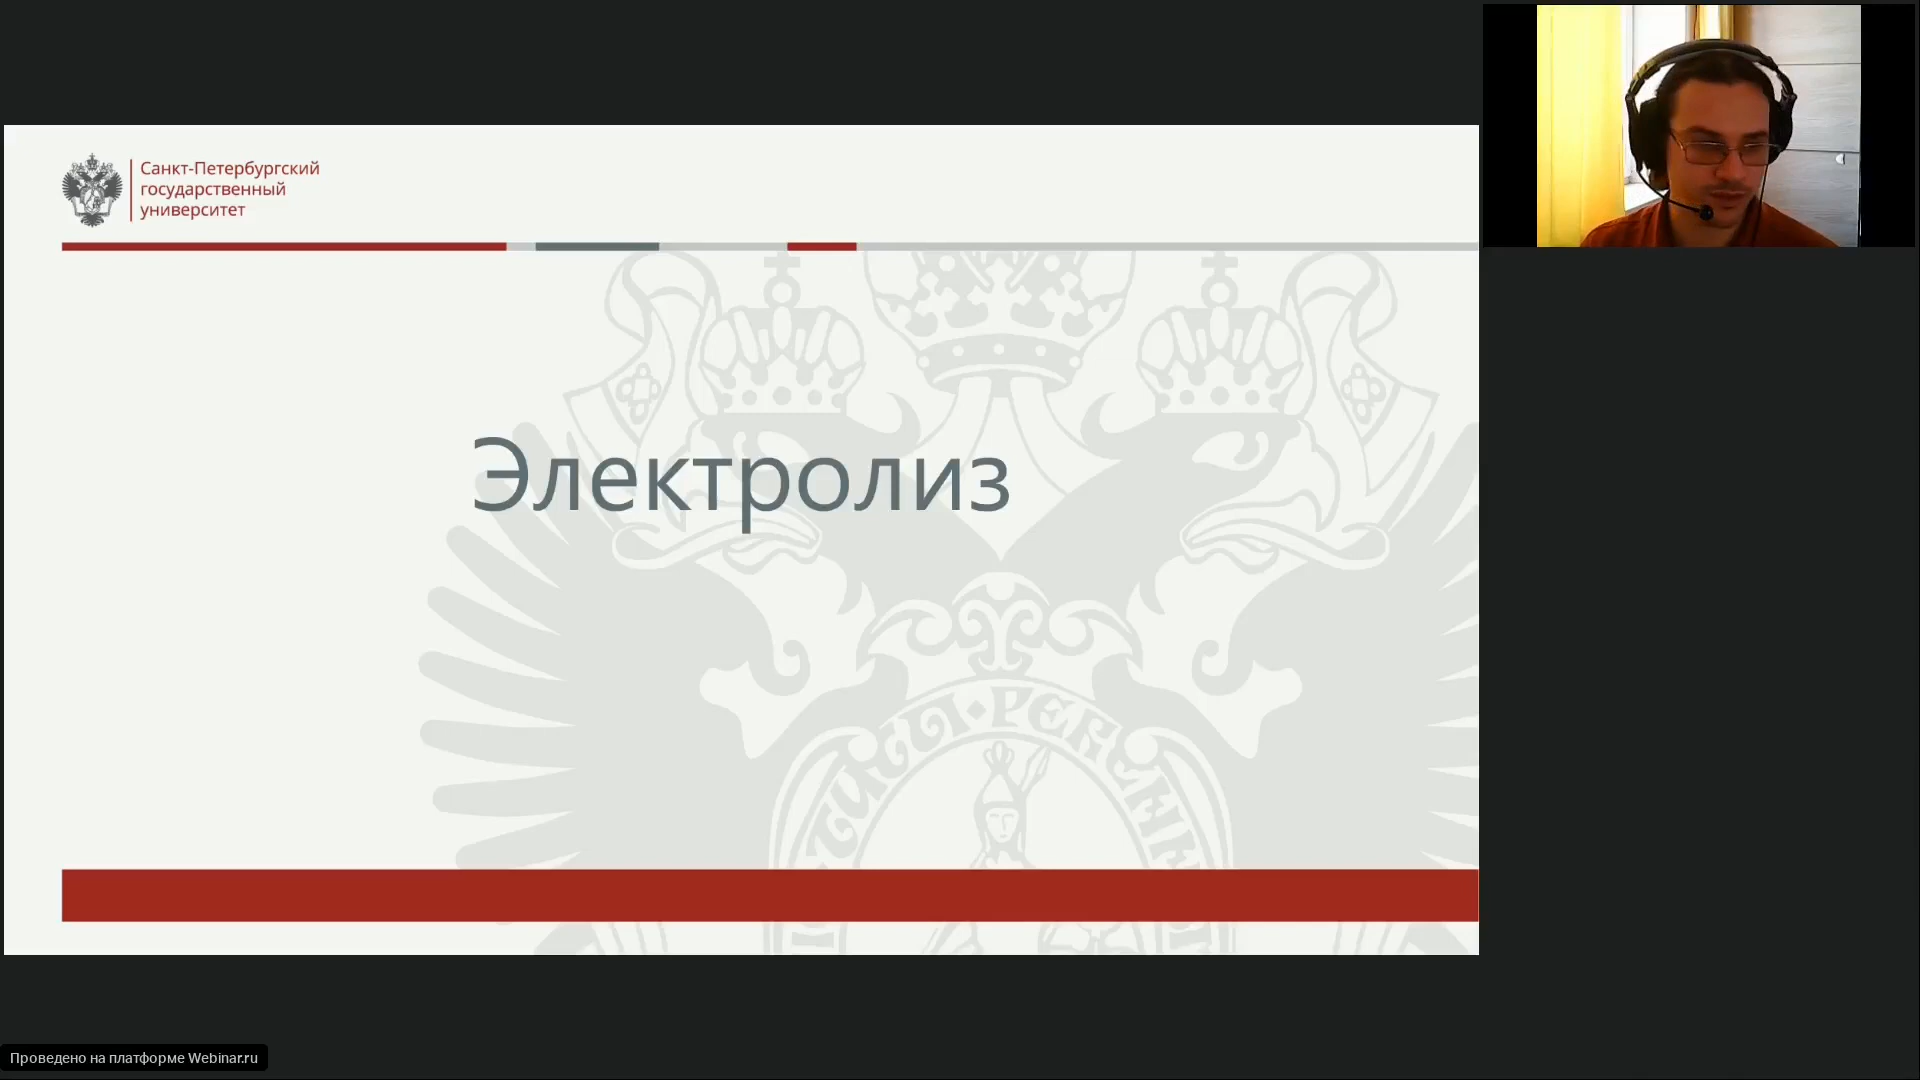 Санкт-Петербургский
государственный
университет
Электролиз
Проведено на платформе Webinar.ru